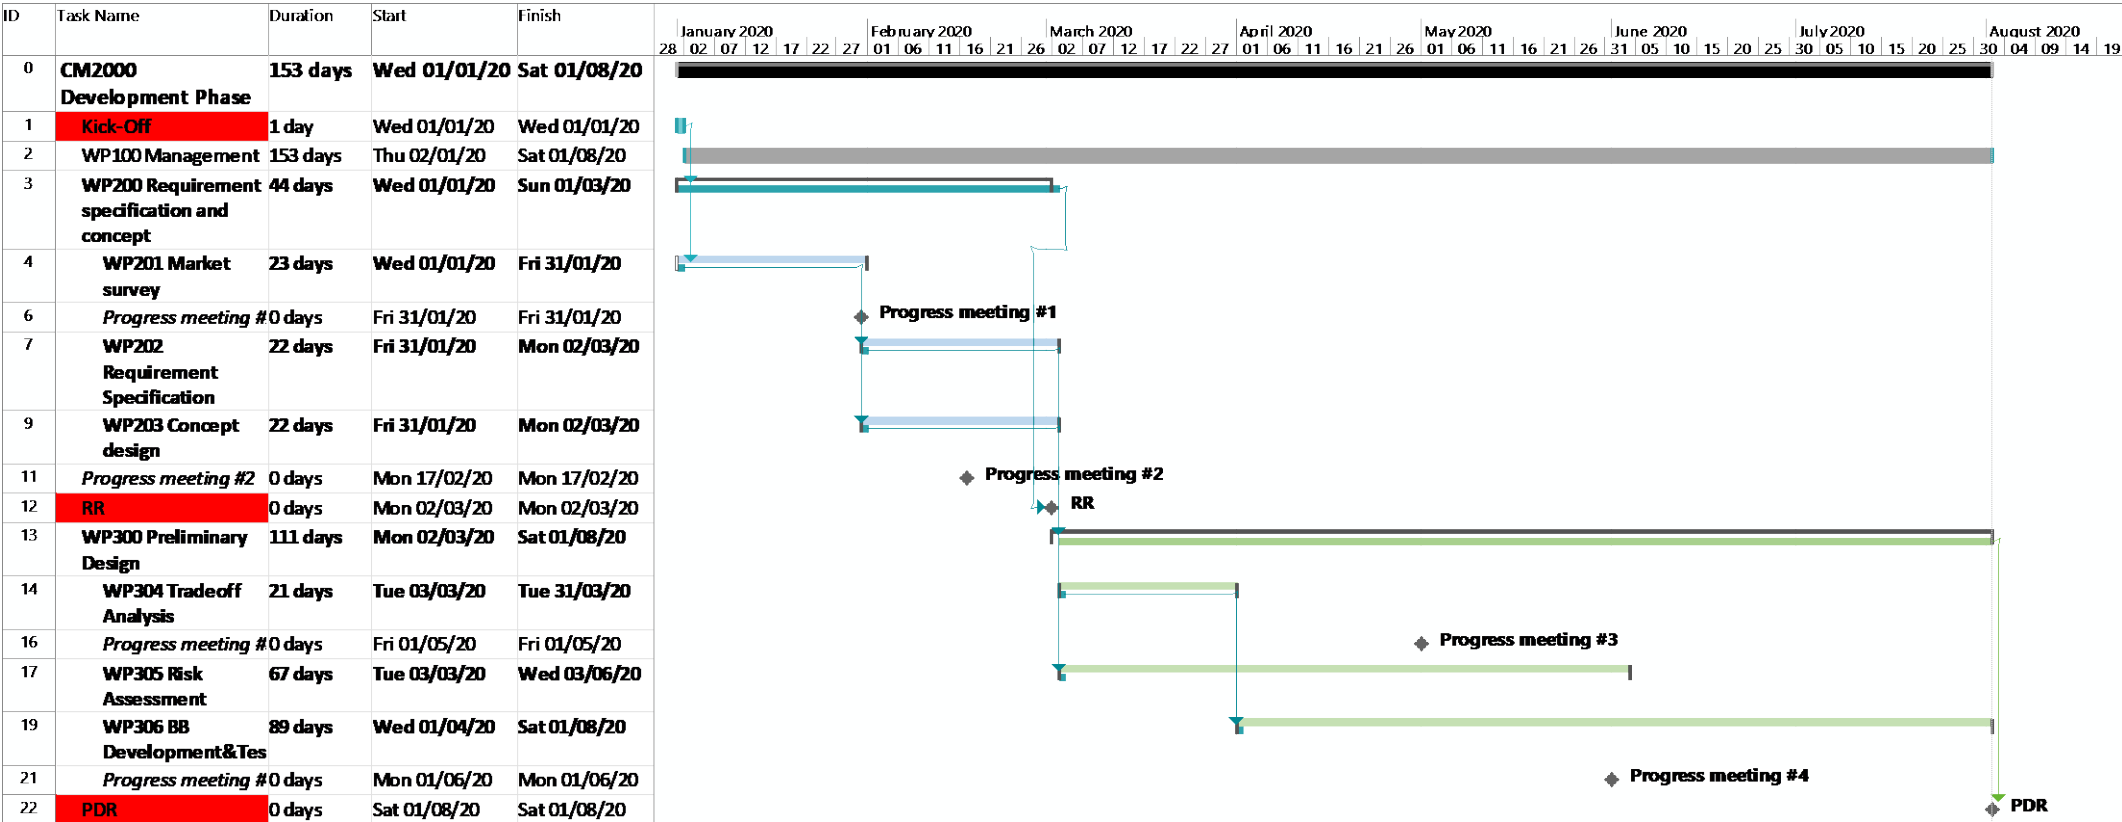 ID Task Name Duration Start Finish
January 2020 February 2020 March 2020 April 2020 May 2020 June 2020 July 2020 August 2020
28 02 07 12 17 22 27 01 06 11 16 21 26 02 07 12 17 22 27 01 06 11 16 21 26 01 06 11 16 21 26 31 05 10 15 20 25 30 05 10 15 20 25 30 04 09 14 19
0 CM2000 153 days Wed 01/01/20 Sat 01/08/20
Development Phase
1 Kick-Off 1 day Wed 01/01/20 Wed 01/01/20
2 WP100 Management 153 days Thu 02/01/20 Sat 01/08/20
3 WP200 Requirement 44 days Wed 01/01/20 Sun 01/03/20
specification and
concept
4 WP201 Market 23 days Wed 01/01/20 Fri 31/01/20
survey
6 Progress meeting # 0 days Fri 31/01/20 Fri 31/01/20 Progress meeting #1
7 WP202 22 days Fri 31/01/20 Mon 02/03/20
Requirement
Specification
9 WP203 Concept 22 days Fri 31/01/20 Mon 02/03/20
design
11 Progress meeting #2 0 days Mon 17/02/20 Mon 17/02/20 Progress meeting #2
12 RR 0 days Mon 02/03/20 Mon 02/03/20 RR
13 WP300 Preliminary 111 days Mon 02/03/20 Sat 01/08/20
Design
14 WP304 Tradeoff 21 days Tue 03/03/20 Tue 31/03/20
Analysis
16 Progress meeting # 0 days Fri 01/05/20 Fri 01/05/20 Progress meeting #3
17 WP305 Risk 67 days Tue 03/03/20 Wed 03/06/20
Assessment
19 WP306 BB 89 days Wed 01/04/20 Sat 01/08/20
Development&Tes
21 Progress meeting # 0 days Mon 01/06/20 Mon 01/06/20 Progress meeting #4
22 PDR 0 days Sat 01/08/20 Sat 01/08/20 PDR